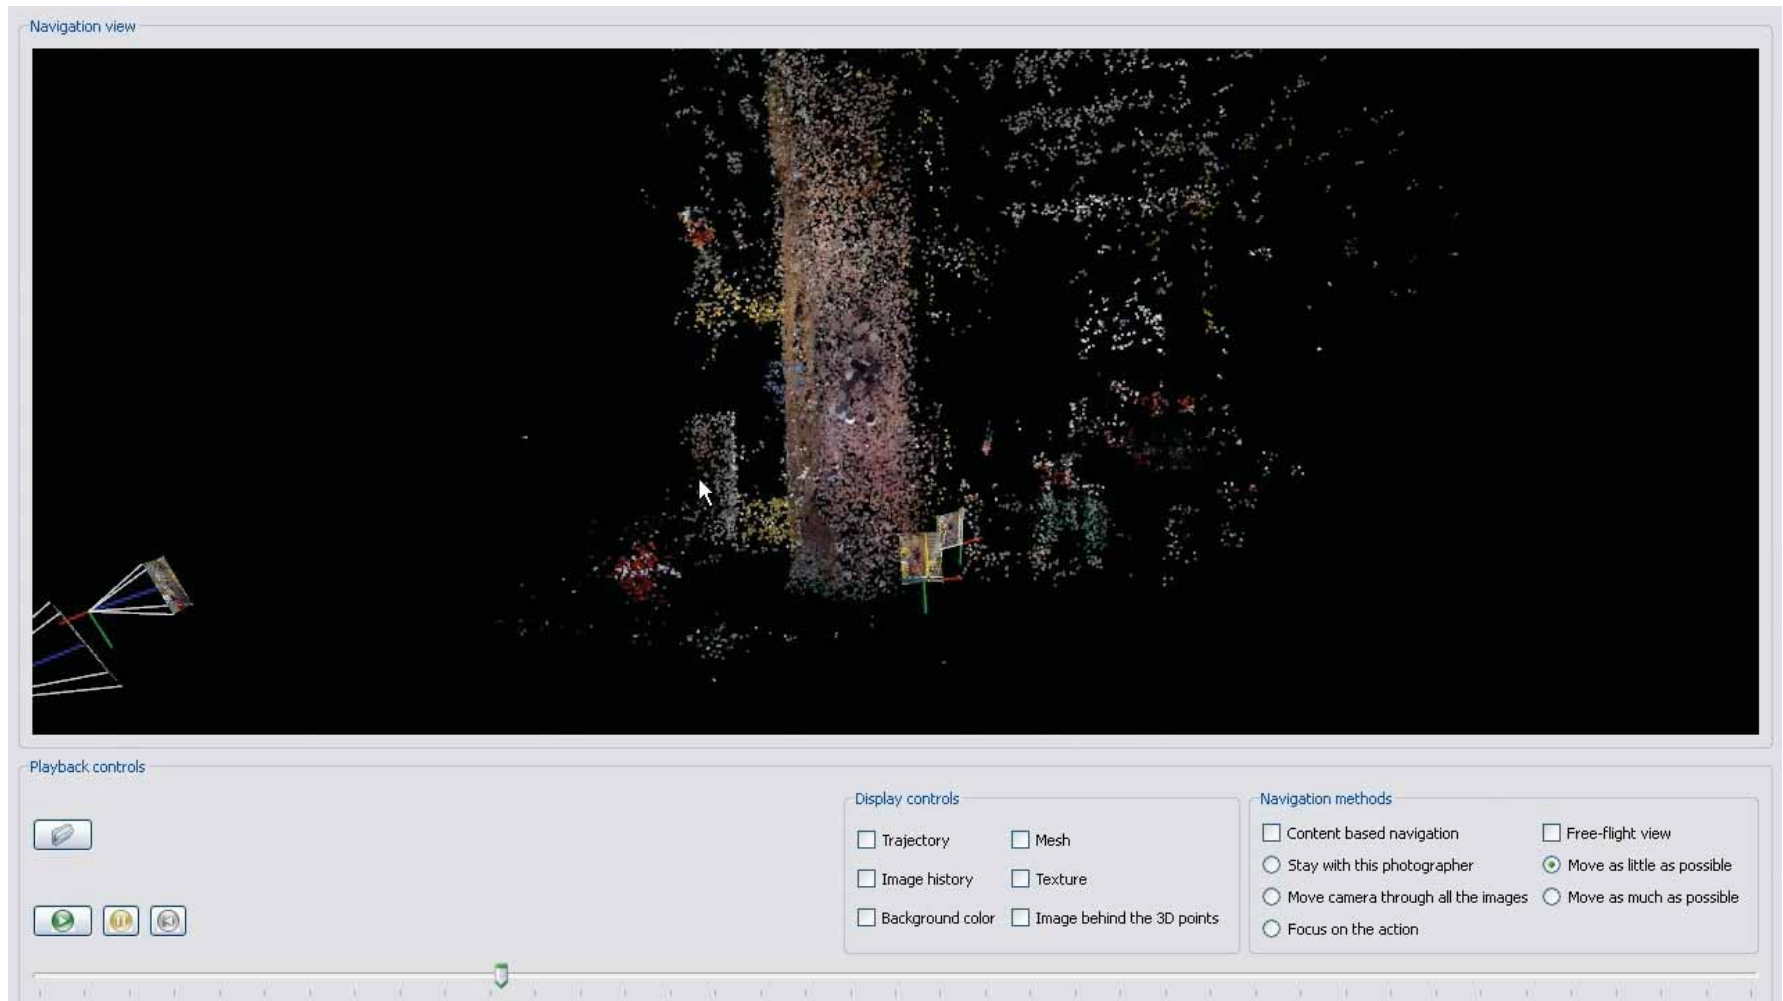 Navigation view
Playback controls
Display controls
Trajectory
Mesh
Image history
Texture
Background color
Image behind the 3D points
Navigation methods
Content based navigation
Free-flight view
Stay with this photographer
Move as little as possible
Move camera through all the images
Move as much as possible
Focus on the action